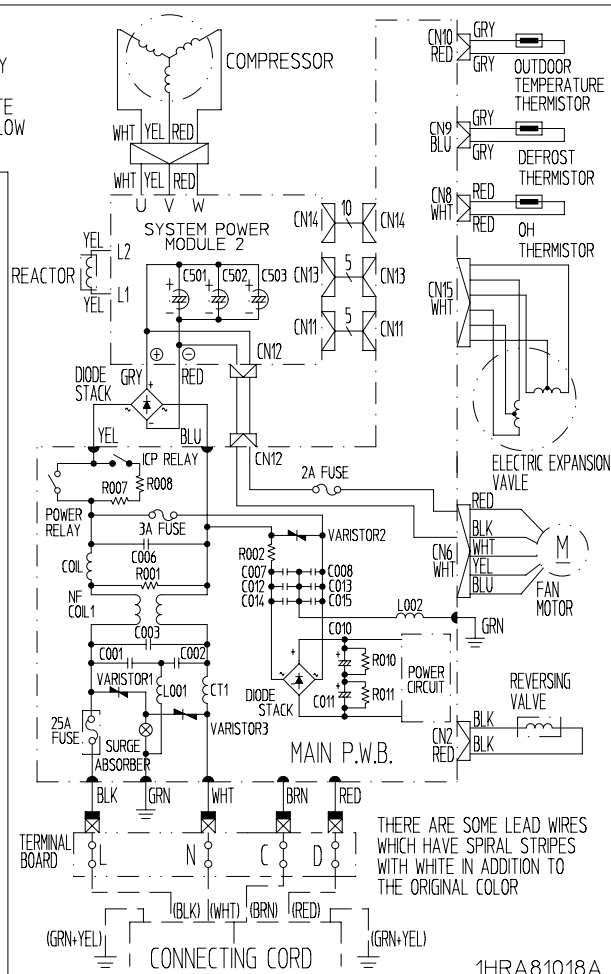 Y
TE
LOW
COMPRESSOR
WHT YEL RED
WHT YEL RED
U V W
SYSTEM POWER
MODULE 2
YEL
L2
REACTOR
L1
YEL
C501 C502 C503
CN14 10 CN14
CN13 5 CN13
CN11 5 CN11
CN12
DIODE
STACK
GRY
+
−
RED
YEL
BLU
CN12
CN10
RED
GRY
GRY
OUTDOOR
TEMPERATURE
THERMISTOR
CN9
BLU
GRY
GRY
DEFROST
THERMISTOR
CN8
WHT
RED
RED
OH
THERMISTOR
CN15
WHT
ELECTRIC EXPANSION
VAVLE
ICP RELAY
R007
R008
POWER
RELAY
3A FUSE
2A FUSE
C006
COIL
R001
NF
COIL1
C003
C001
C002
VARISTOR1
L001
CT1
25A
FUSE
SURGE
ABSORBER
VARISTOR3
R002
VARISTOR2
C007 C008
C012 C013
C014 C015
L002
C010
R010
C011
R011
DIODE
STACK
POWER
CIRCUIT
MAIN P.W.B.
CN6
WHT
RED
BLK
WHT
YEL
BLU
M
FAN
MOTOR
GRN
REVERSING
VALVE
CN2
RED
BLK
BLK
BLK GRN WHT BRN RED
TERMINAL
BOARD
L N C D
THERE ARE SOME LEAD WIRES
WHICH HAVE SPIRAL STRIPES
WITH WHITE IN ADDITION TO
THE ORIGINAL COLOR
(BLK) (WHT) (BRN) (RED)
(GRN+YEL)
(GRN+YEL)
CONNECTING CORD
1HRA81018A